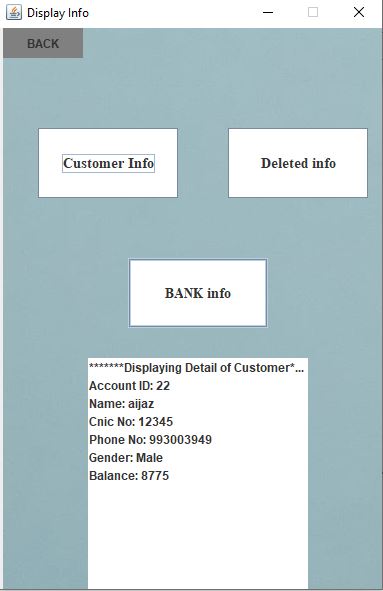 Display Info
BACK
Customer Info
Deleted info
BANK info
*******Displaying Detail of Customer*...
Account ID: 22
Name: aijaz
Cnic No: 12345
Phone No: 993003949
Gender: Male
Balance: 8775